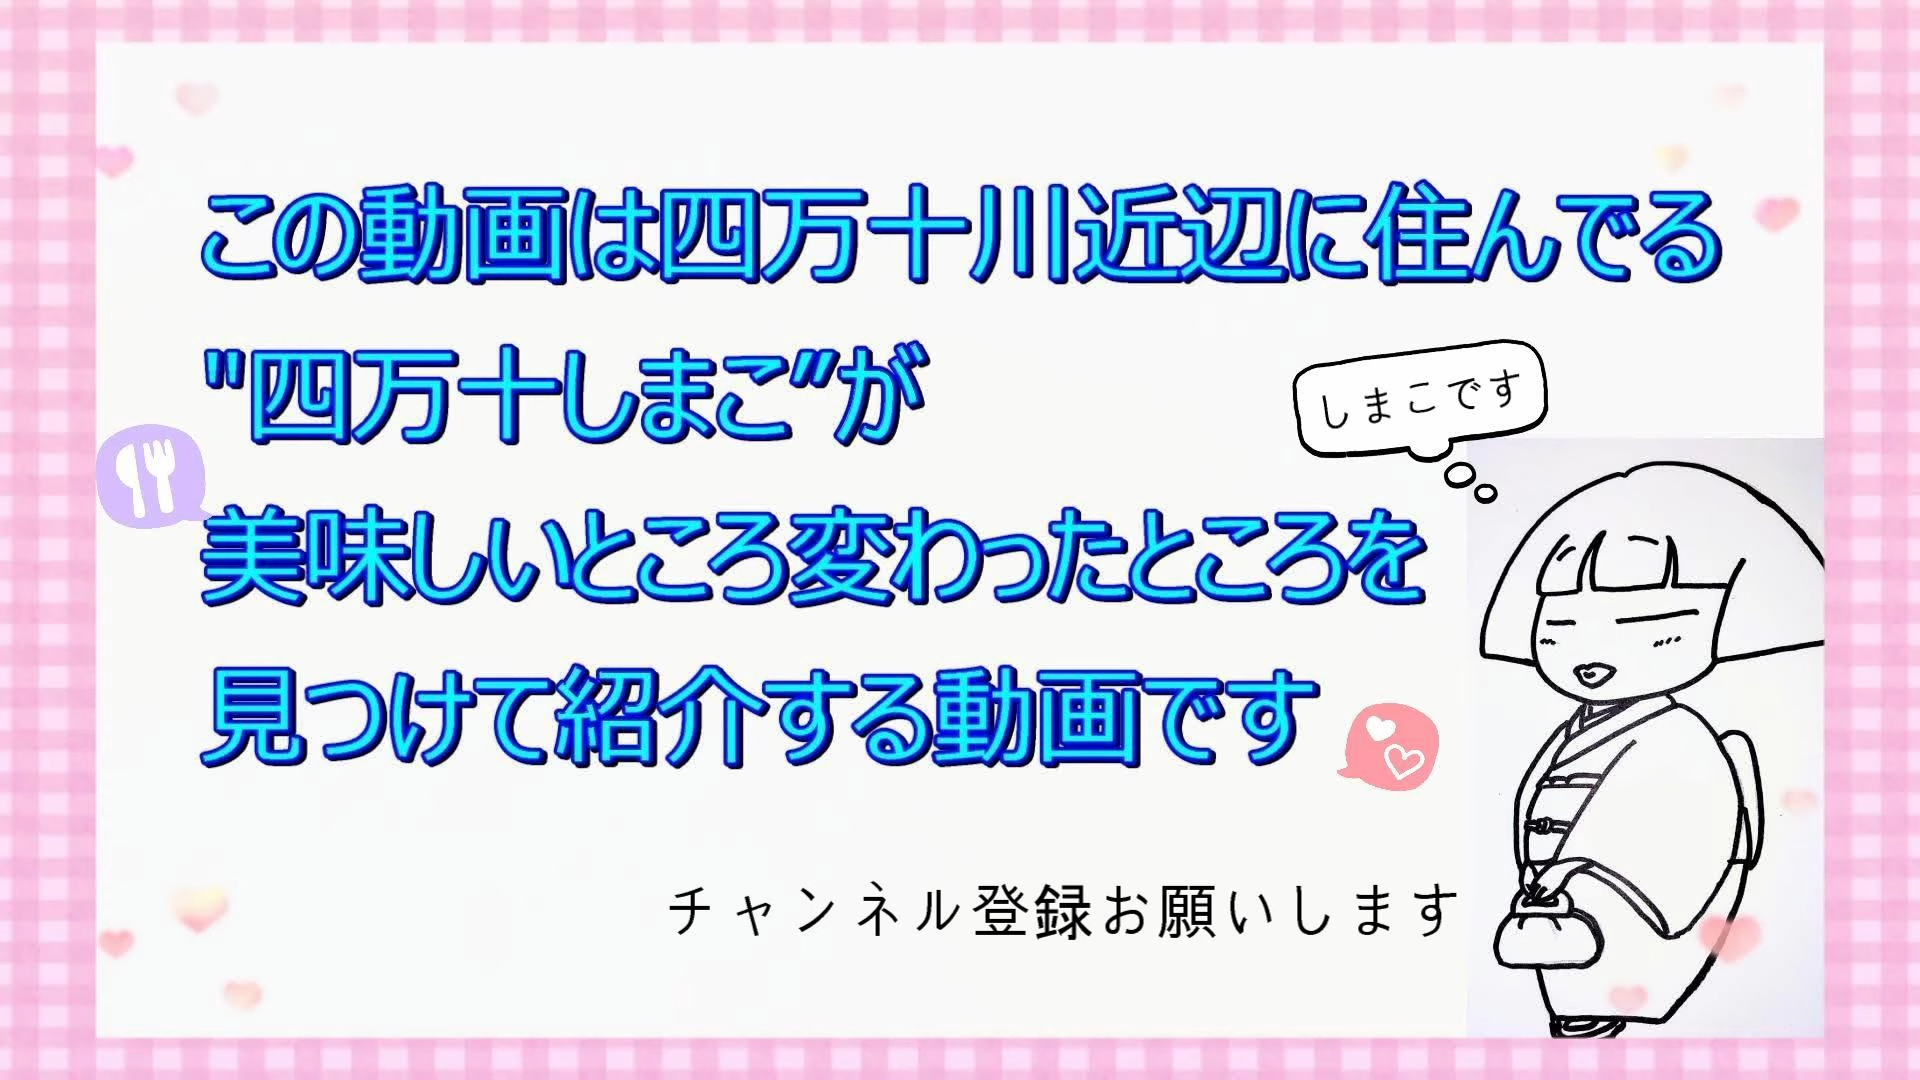 この動画は四万十川近辺に住んでる
"四万十しまこ”が
しまこです
美味しいところ変わったところを
見つけて紹介する動画です
チャンネル登録お願いします